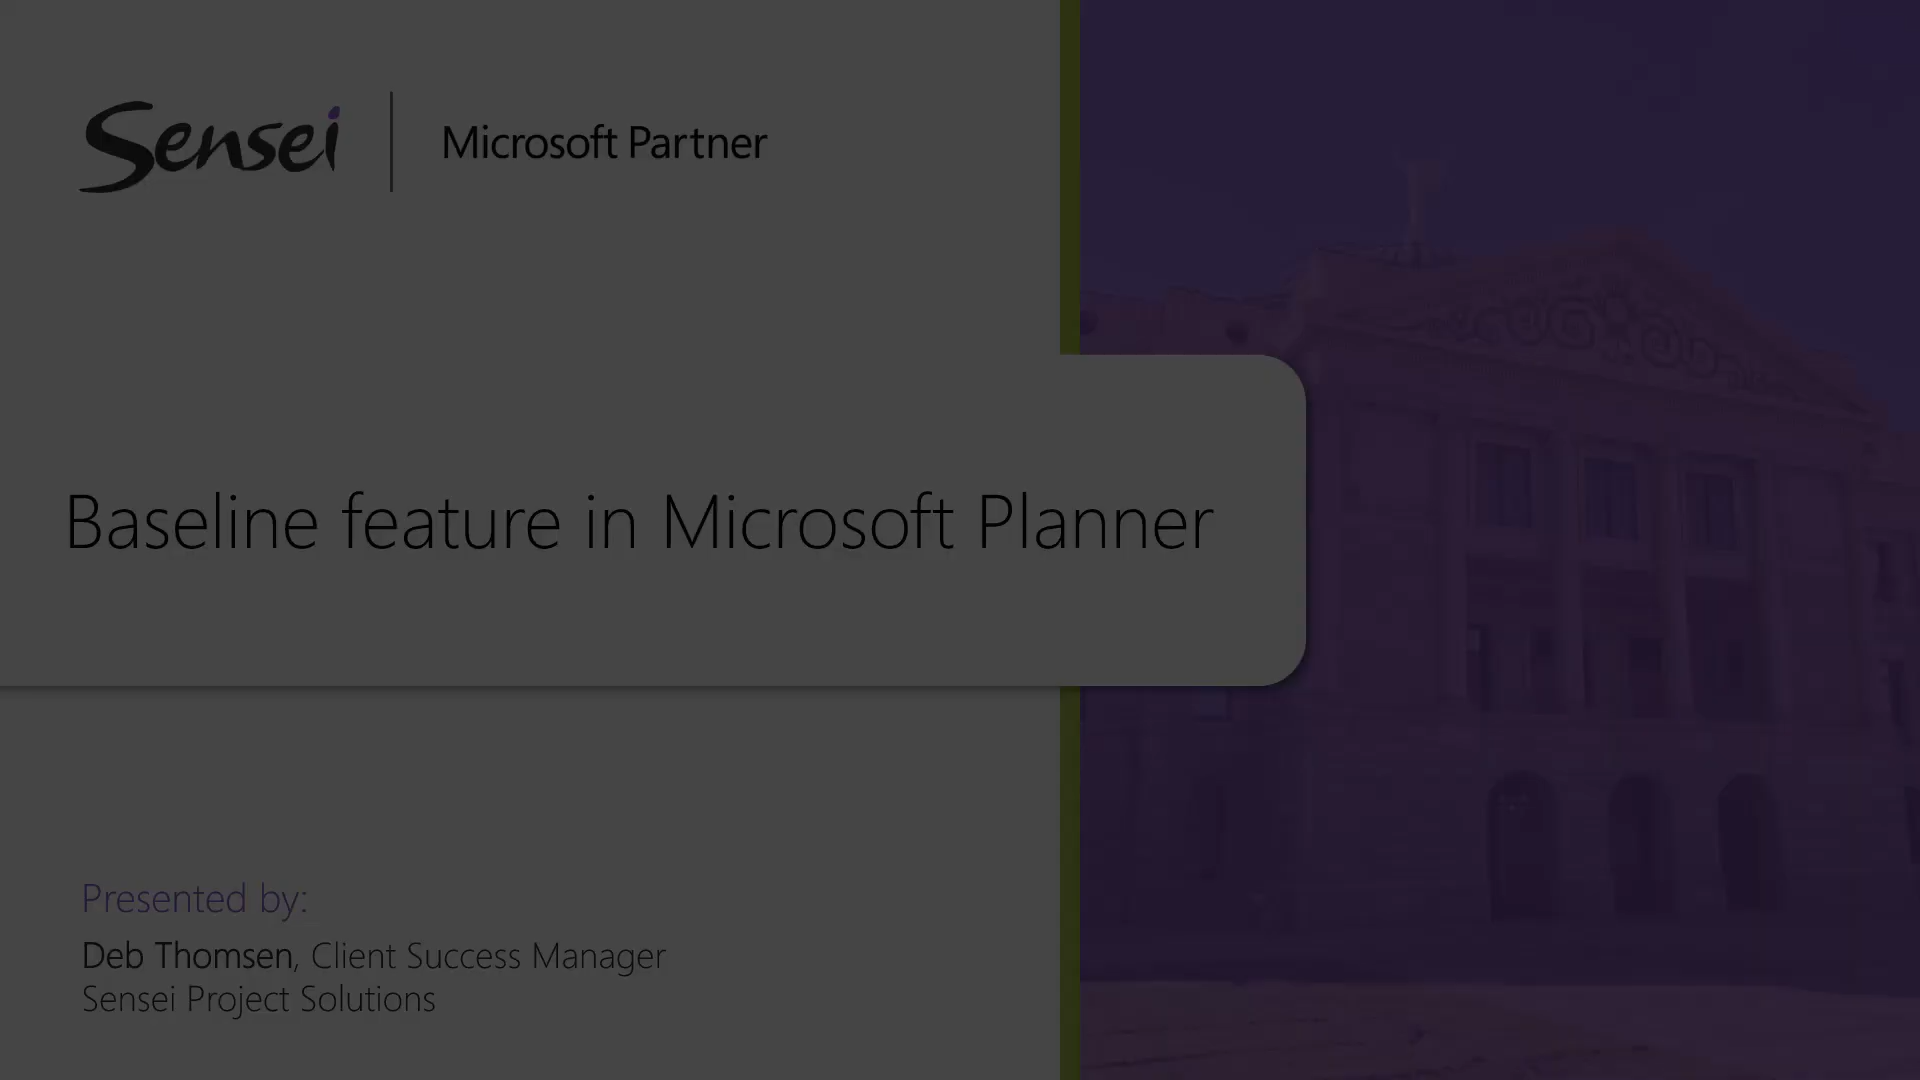 Sensei
Microsoft Partner
Baseline feature in Microsoft Planner
Presented by:
Deb Thomsen, Client Success Manager
Sensei Project Solutions